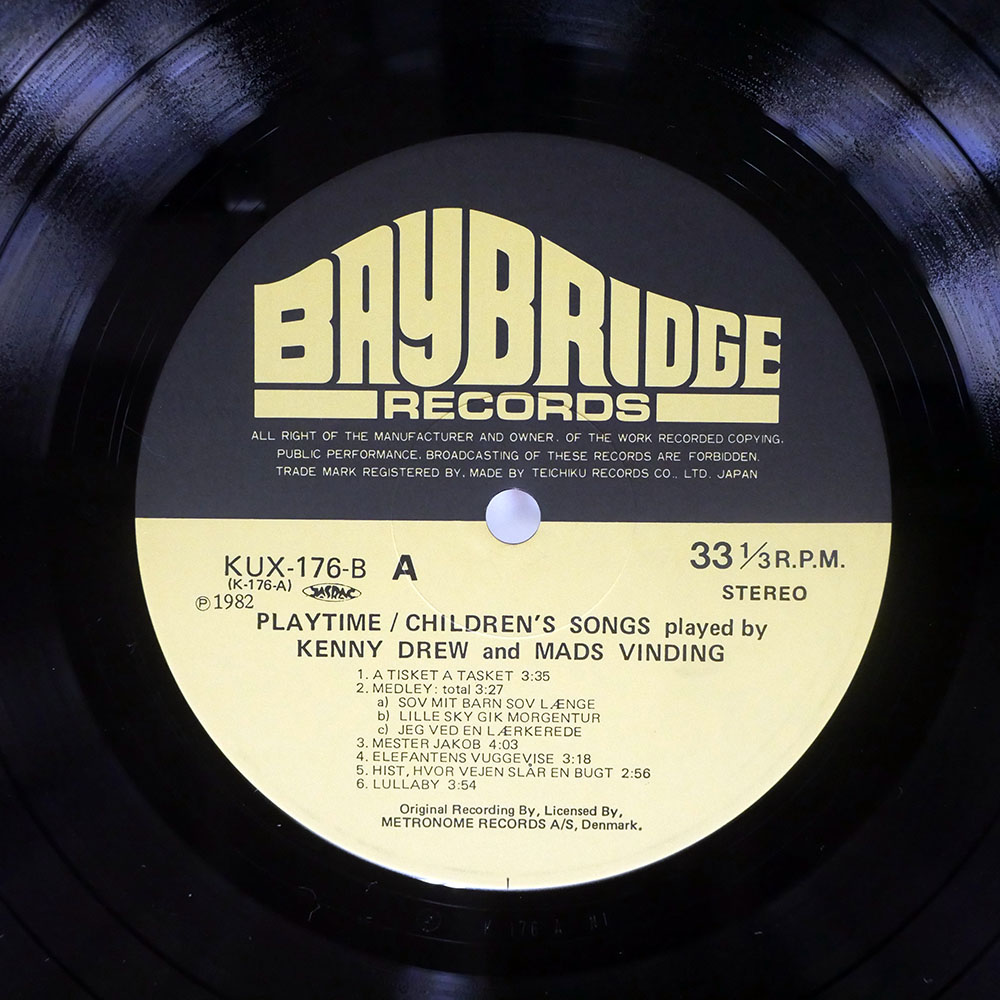 BAYBRIDGE
RECORDS
ALL RIGHT OF THE MANUFACTURER AND OWNER. OF THE WORK RECORDED COPYING.
PUBLIC PERFORMANCE. BROADCASTING OF THESE RECORDS ARE FORBIDDEN.
TRADE MARK REGISTERED BY. MADE BY TEICHIKU RECORDS CO., LTD. JAPAN
KUX-176-B A
(K-176-A) JASRAC
℗1982
33 1/3 R.P.M.
STEREO
PLAYTIME / CHILDREN'S SONGS played by
KENNY DREW and MADS VINDING
1. A TISKET A TASKET 3:35
2. MEDLEY: total 3:27
a) SOV MIT BARN SOV LÆNGE
b) LILLE SKY GIK MORGENTUR
c) JEG VED EN LÆRKEREDE
3. MESTER JAKOB 4:03
4. ELEFANTENS VUGGEVISE 3:18
5. HIST, HVOR VEJEN SLÅR EN BUGT 2:56
6. LULLABY 3:54
Original Recording By, Licensed By,
METRONOME RECORDS A/S, Denmark.
K 176 A